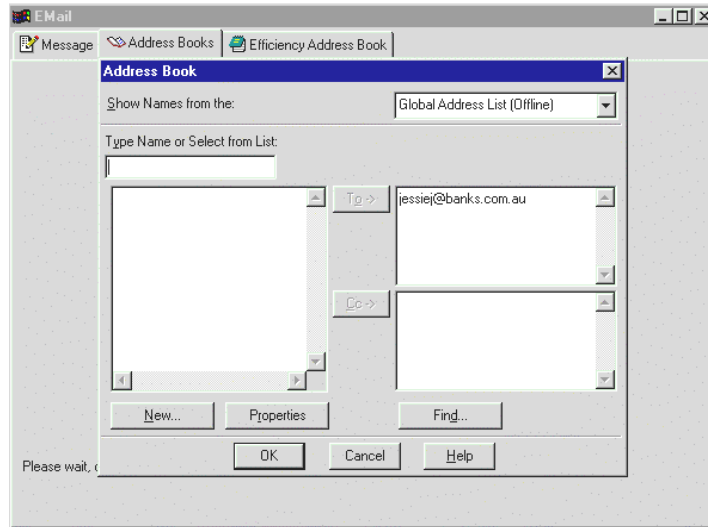 EMail
Message Address Books Efficiency Address Book
Address Book
Show Names from the: Global Address List (Offline)
Type Name or Select from List:
To -> jessiej@banks.com.au
Cc ->
New... Properties Find...
OK Cancel Help
Please wait,